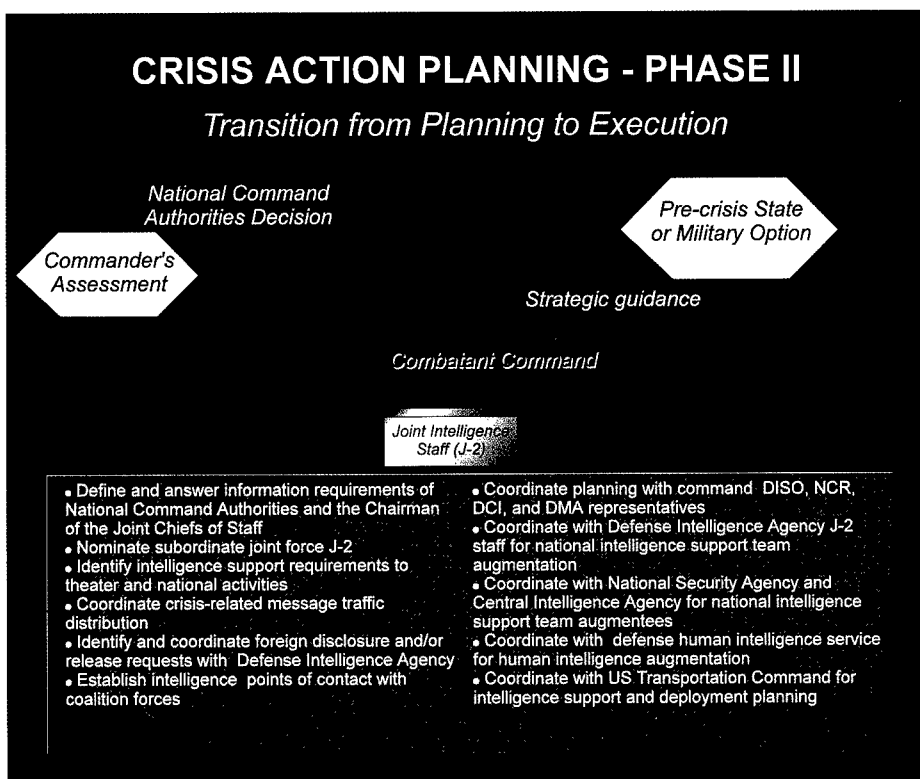 CRISIS ACTION PLANNING - PHASE II
Transition from Planning to Execution
National Command
Authorities Decision
Pre-crisis State
or Military Option
Commander's
Assessment
Strategic guidance
Combatant Command
Joint Intelligence
Staff (J-2)
• Define and answer information requirements of
National Command Authorities and the Chairman
of the Joint Chiefs of Staff
• Nominate subordinate joint force J-2
• Identify intelligence support requirements to
theater and national activities
• Coordinate crisis-related message traffic
distribution
• Identify and coordinate foreign disclosure and/or
release requests with Defense Intelligence Agency
• Establish intelligence points of contact with
coalition forces
• Coordinate planning with command DISO, NCR,
DCI, and DMA representatives
• Coordinate with Defense Intelligence Agency J-2
staff for national intelligence support team
augmentation
• Coordinate with National Security Agency and
Central Intelligence Agency for national intelligence
support team augmentees
• Coordinate with defense human intelligence service
for human intelligence augmentation
• Coordinate with US Transportation Command for
intelligence support and deployment planning